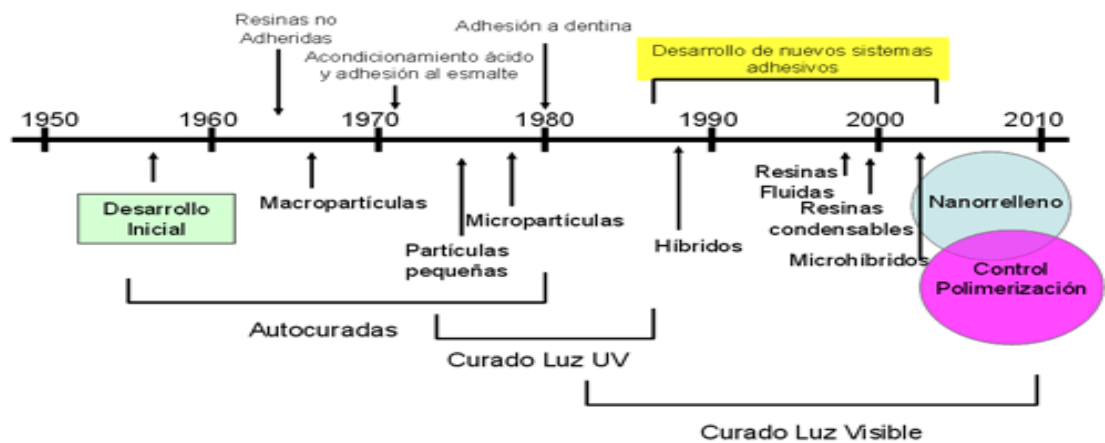 Resinas no
Adheridas
Acondicionamiento ácido
y adhesión al esmalte
Adhesión a dentina
Desarrollo de nuevos sistemas
adhesivos
1950 1960 1970 1980 1990 2000 2010
Desarrollo
Inicial
Macropartículas
Partículas
pequeñas
Micropartículas
Híbridos
Resinas
Fluidas
Resinas
condensables
Microhíbridos
Nanorrelleno
Control
Polimerización
Autocuradas
Curado Luz UV
Curado Luz Visible